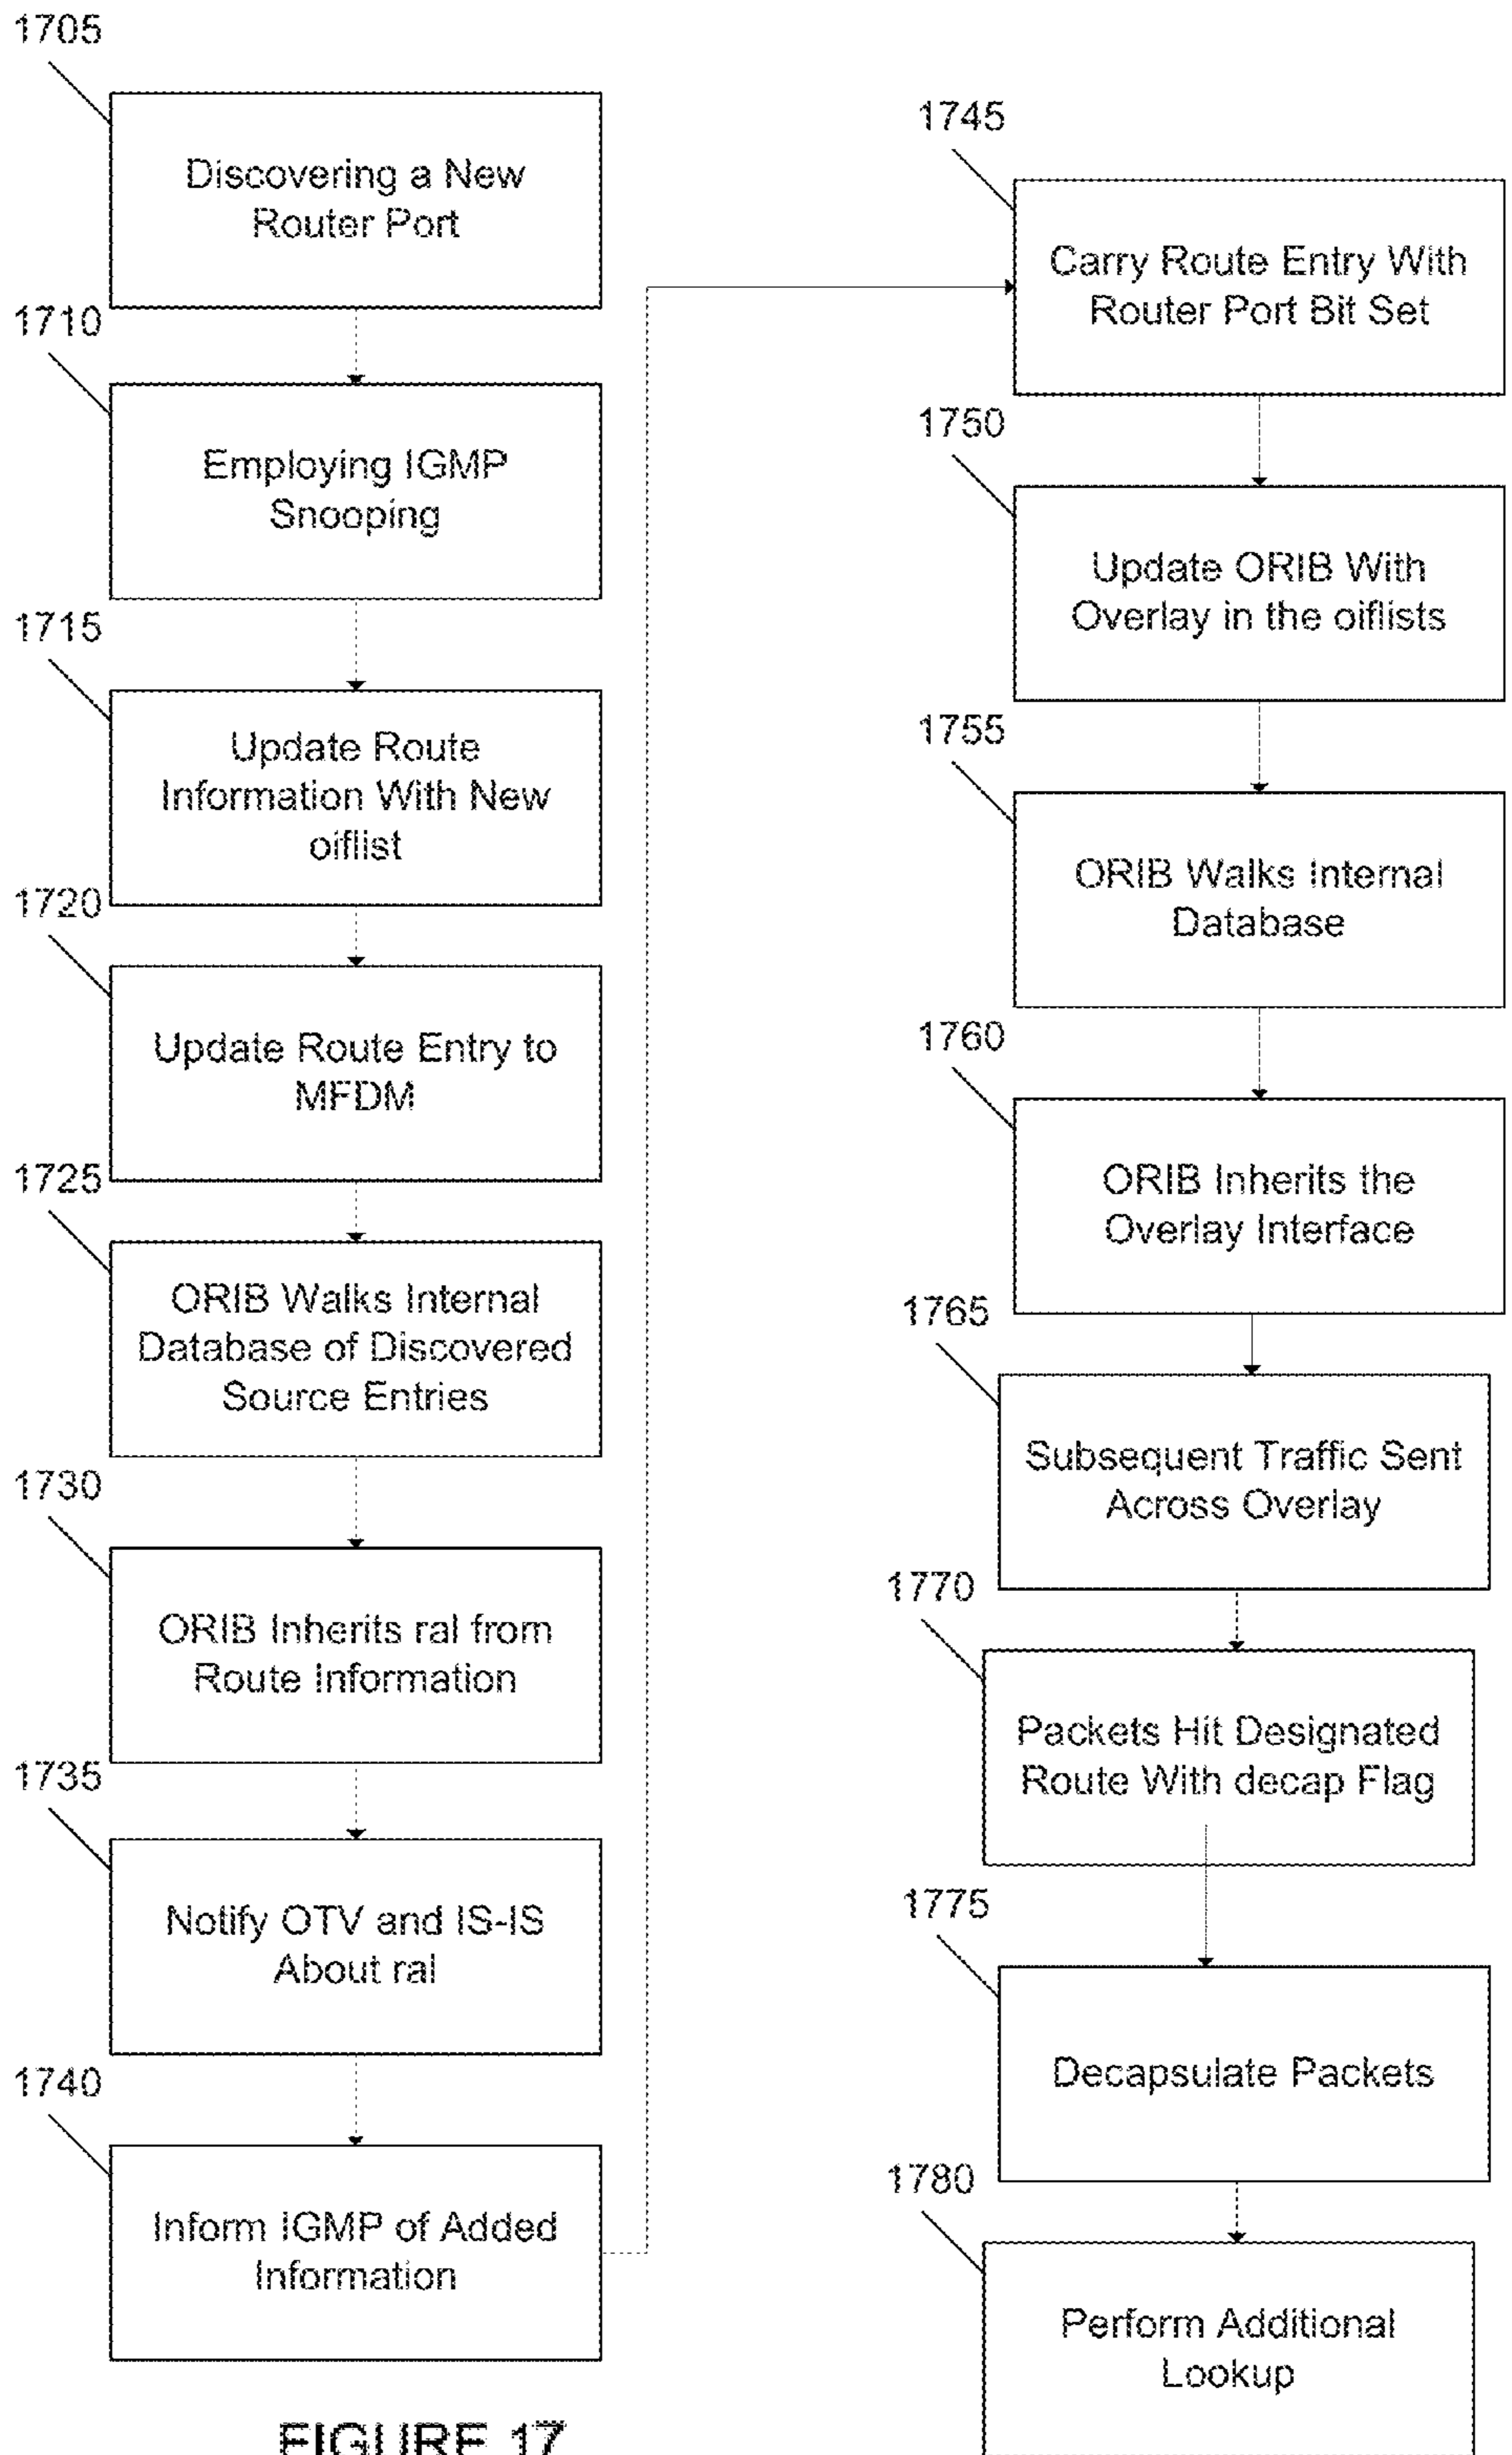 1705
Discovering a New
Router Port
1710
Employing IGMP
Snooping
1715
Update Route
Information With New
oiflist
1720
Update Route Entry to
MFDM
1725
ORIB Walks Internal
Database of Discovered
Source Entries
1730
ORIB Inherits ral from
Route Information
1735
Notify OTV and IS-IS
About ral
1740
Inform IGMP of Added
Information
1745
Carry Route Entry With
Router Port Bit Set
1750
Update ORIB With
Overlay in the oiflists
1755
ORIB Walks Internal
Database
1760
ORIB Inherits the
Overlay Interface
1765
Subsequent Traffic Sent
Across Overlay
1770
Packets Hit Designated
Route With decap Flag
1775
Decapsulate Packets
1780
Perform Additional
Lookup
FIGURE 17